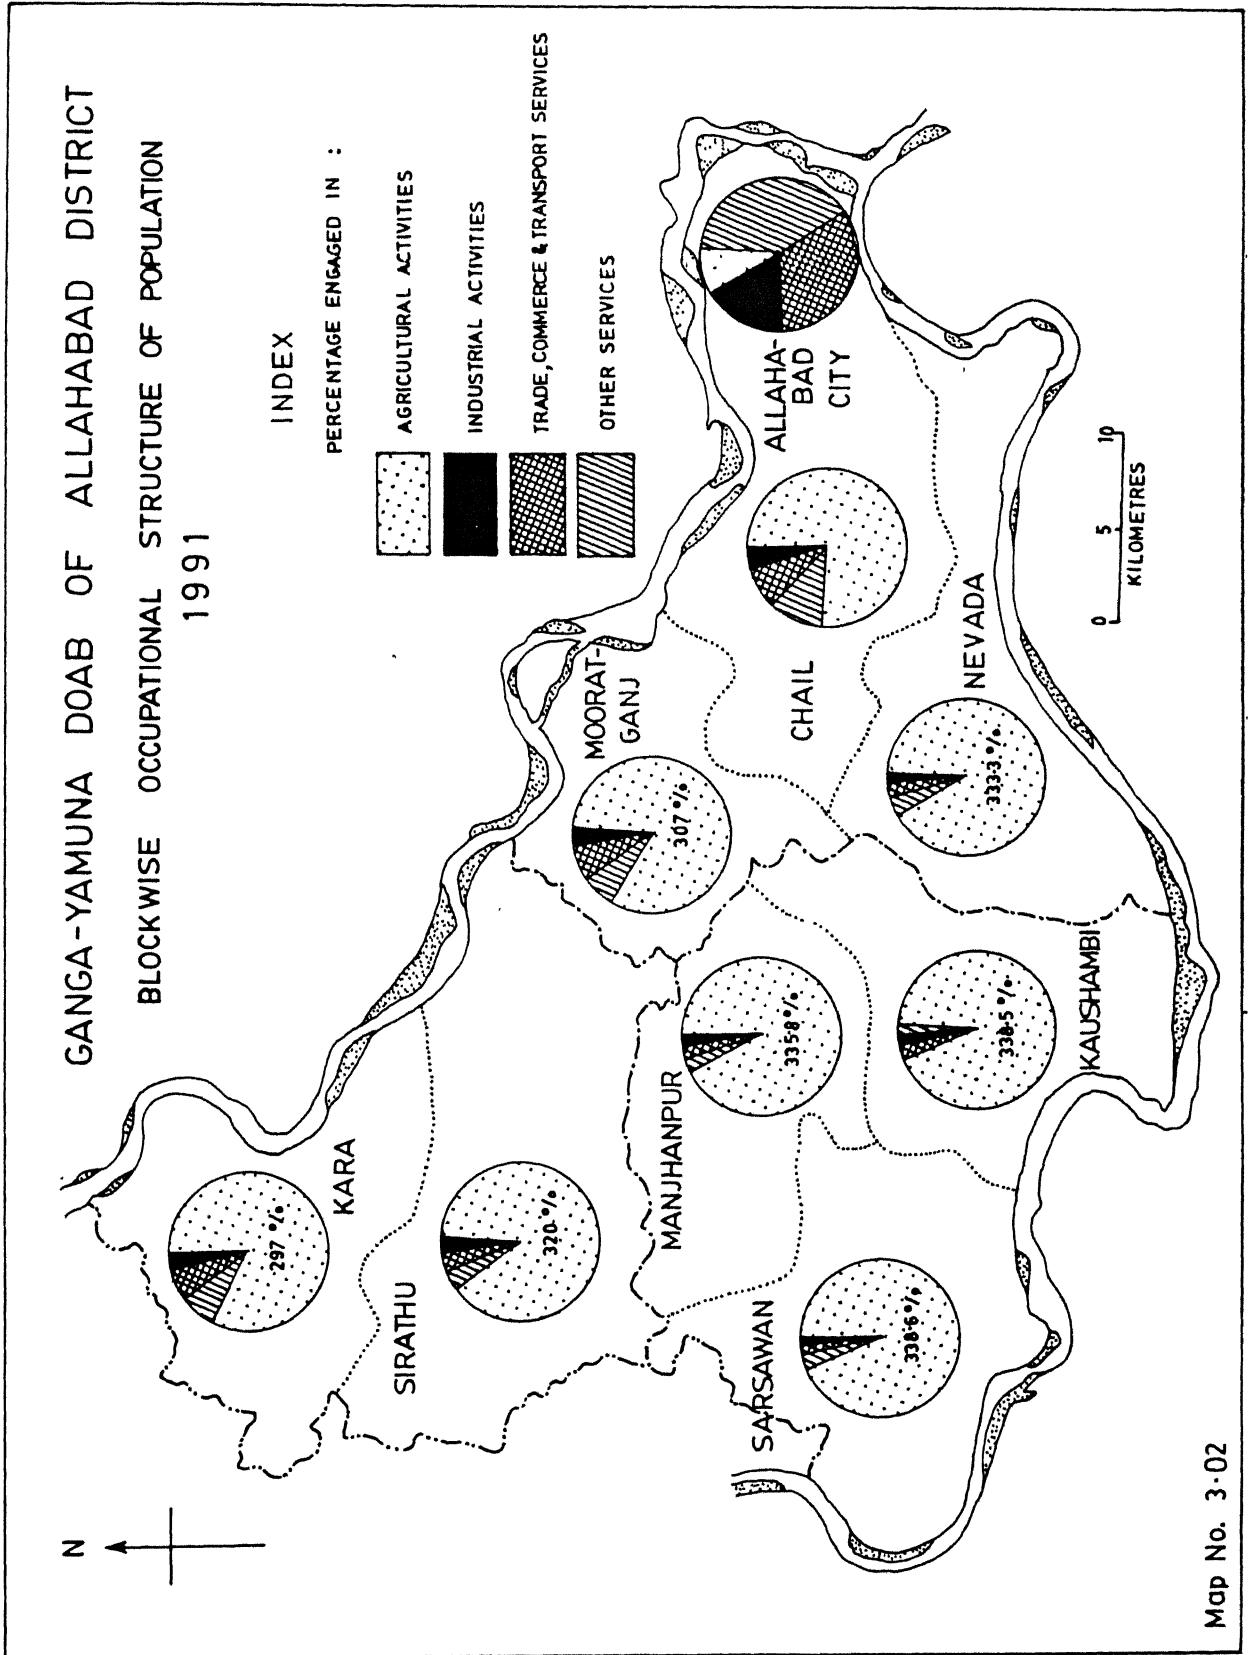 GANGA-YAMUNA DOAB OF ALLAHABAD DISTRICT
BLOCKWISE OCCUPATIONAL STRUCTURE OF POPULATION
1991
N
INDEX
PERCENTAGE ENGAGED IN :
AGRICULTURAL ACTIVITIES
INDUSTRIAL ACTIVITIES
TRADE, COMMERCE & TRANSPORT SERVICES
OTHER SERVICES
297 %
KARA
SIRATHU
320 %
MOORAT-
GANJ
307 %
MANJHANPUR
335·8 %
SARSAWAN
338·6 %
338·5 %
KAUSHAMBI
CHAIL
333·3 %
NEVADA
ALLAHA-
BAD
CITY
0 5 10
KILOMETRES
Map No. 3·02